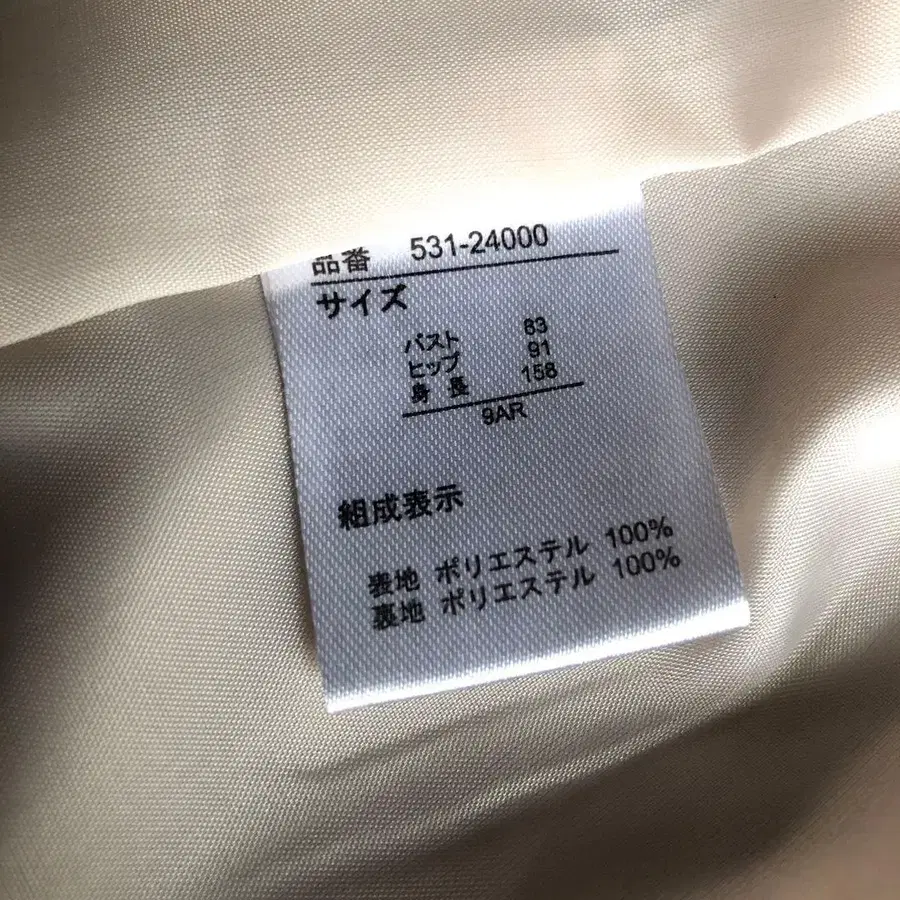 品番 531-24000
サイズ
バスト 83
ヒップ 91
身長 158
9AR
組成表示
表地 ポリエステル 100%
裏地 ポリエステル 100%